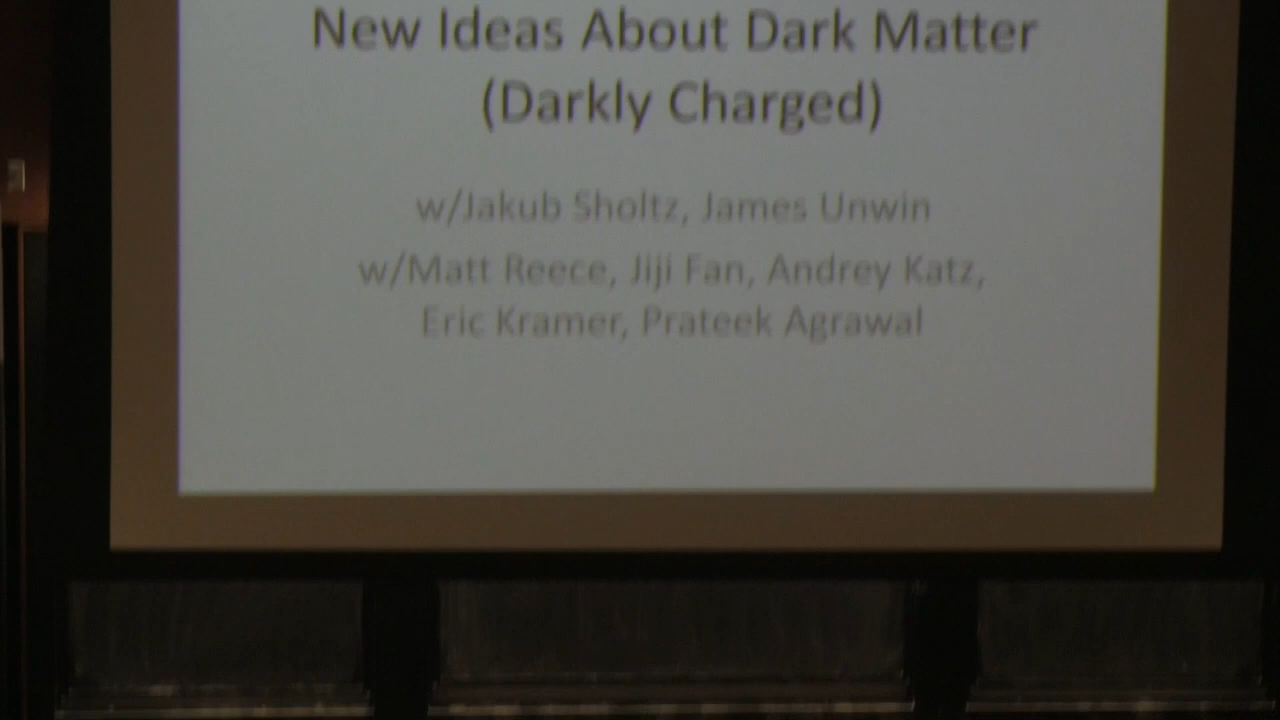 New Ideas About Dark Matter
(Darkly Charged)
w/Jakub Sholtz, James Unwin
w/Matt Reece, Jiji Fan, Andrey Katz,
Eric Kramer, Prateek Agrawal